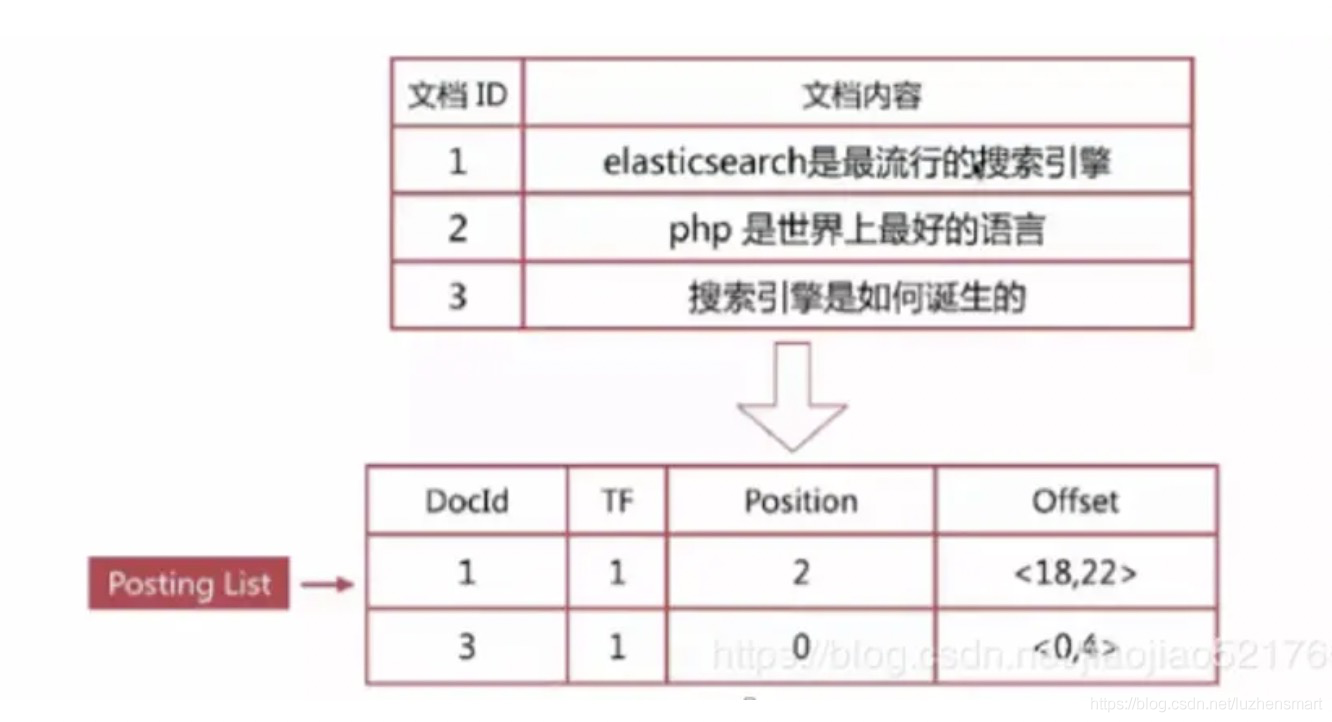 文档 ID 文档内容
1 elasticsearch是最流行的搜索引擎
2 php 是世界上最好的语言
3 搜索引擎是如何诞生的
DocId TF Position Offset
1 1 2 <18,22>
Posting List
3 1 0 <0,4>
https://blog.csdn.net/jiaojiao52176
https://blog.csdn.net/luzhensmart